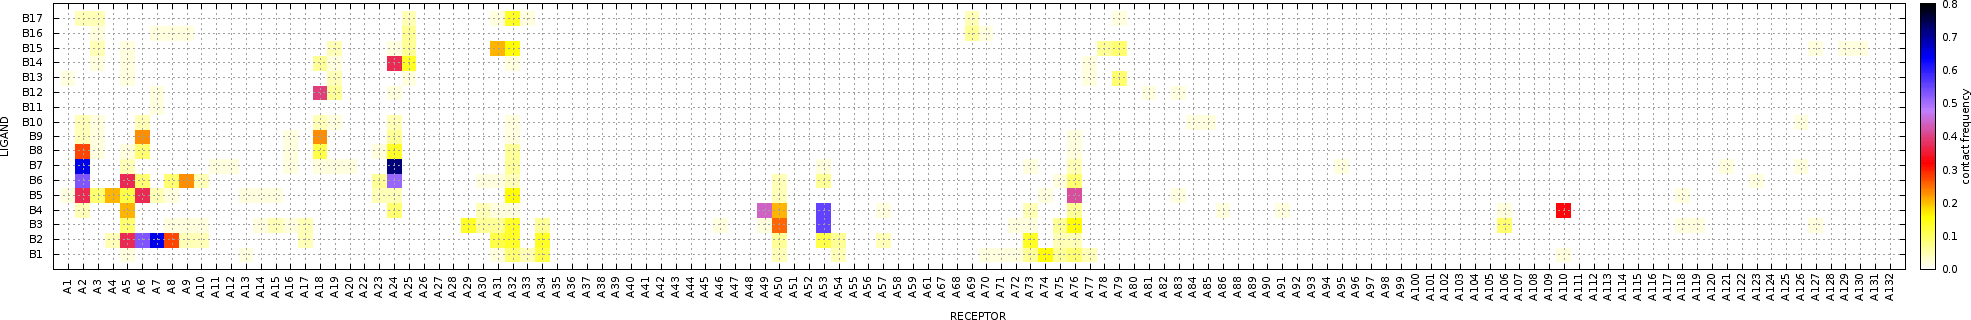 LIGAND
B17
B16
B15
B14
B13
B12
B11
B10
B9
B8
B7
B6
B5
B4
B3
B2
B1
A1 A2 A3 A4 A5 A6 A7 A8 A9 A10 A11 A12 A13 A14 A15 A16 A17 A18 A19 A20 A22 A23 A24 A25 A26 A27 A28 A29 A30 A31 A32 A33 A34 A35 A36 A37 A38 A39 A40 A41 A42 A43 A44 A45 A46 A47 A48 A49 A50 A51 A52 A53 A54 A55 A56 A57 A58 A59 A61 A67 A68 A69 A70 A71 A72 A73 A74 A75 A76 A77 A78 A79 A80 A81 A82 A83 A84 A85 A86 A88 A89 A90 A91 A92 A93 A94 A95 A96 A97 A98 A99 A100 A101 A102 A103 A104 A105 A106 A107 A108 A109 A110 A111 A112 A113 A114 A115 A116 A117 A118 A119 A120 A121 A122 A123 A124 A125 A126 A127 A128 A129 A130 A131 A132
RECEPTOR
0.8
0.7
0.6
0.5
0.4
0.3
0.2
0.1
0.0
contact frequency